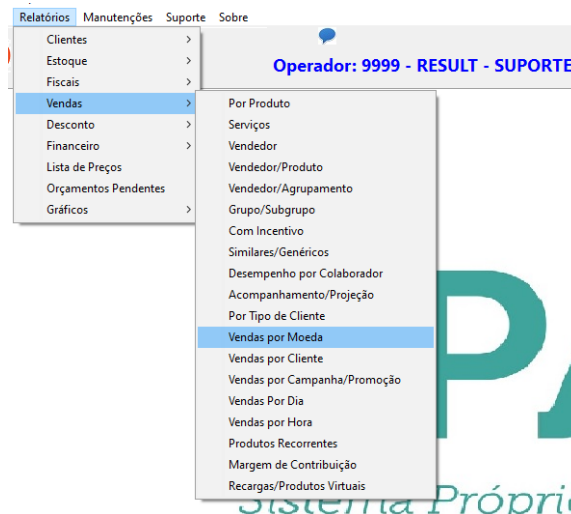 Relatórios Manutenções Suporte Sobre
Clientes
Estoque
Fiscais
Vendas
Desconto
Financeiro
Lista de Preços
Orçamentos Pendentes
Gráficos
Operador: 9999 - RESULT - SUPORTE
Por Produto
Serviços
Vendedor
Vendedor/Produto
Vendedor/Agrupamento
Grupo/Subgrupo
Com Incentivo
Similares/Genéricos
Desempenho por Colaborador
Acompanhamento/Projeção
Por Tipo de Cliente
Vendas por Moeda
Vendas por Cliente
Vendas por Campanha/Promoção
Vendas Por Dia
Vendas por Hora
Produtos Recorrentes
Margem de Contribuição
Recargas/Produtos Virtuais
PA
Sistema Própri